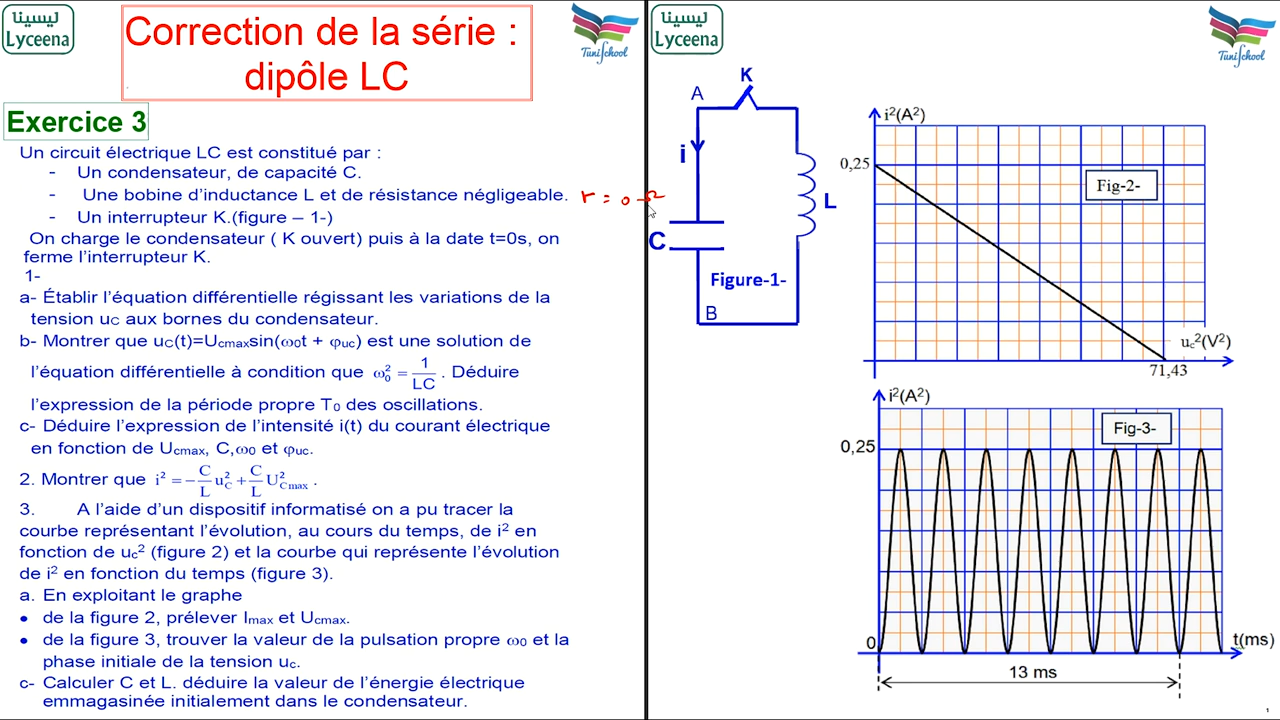 ليسينا
Lyceena
Correction de la série :
dipôle LC
TuniSchool
Exercice 3
Un circuit électrique LC est constitué par :
- Un condensateur, de capacité C.
- Une bobine d'inductance L et de résistance négligeable. r = 0 Ω
- Un interrupteur K.(figure – 1-)
On charge le condensateur ( K ouvert) puis à la date t=0s, on
ferme l'interrupteur K.
1-
a- Établir l'équation différentielle régissant les variations de la
tension uC aux bornes du condensateur.
b- Montrer que uC(t)=Ucmaxsin(ω0t + φuc) est une solution de
l'équation différentielle à condition que ω₀² = 1/LC . Déduire
l'expression de la période propre T0 des oscillations.
c- Déduire l'expression de l'intensité i(t) du courant électrique
en fonction de Ucmax, C,ω0 et φuc.
2. Montrer que i² = − C/L u²C + C/L U²Cmax .
3. A l'aide d'un dispositif informatisé on a pu tracer la
courbe représentant l'évolution, au cours du temps, de i² en
fonction de uc² (figure 2) et la courbe qui représente l'évolution
de i² en fonction du temps (figure 3).
a. En exploitant le graphe
• de la figure 2, prélever Imax et Ucmax.
• de la figure 3, trouver la valeur de la pulsation propre ω0 et la
phase initiale de la tension uc.
c- Calculer C et L. déduire la valeur de l'énergie électrique
emmagasinée initialement dans le condensateur.
ليسينا
Lyceena
TuniSchool
K
A
i
L
C
Figure-1-
B
i²(A²)
0,25
Fig-2-
uc²(V²)
71,43
i²(A²)
0,25
Fig-3-
0
t(ms)
13 ms
1